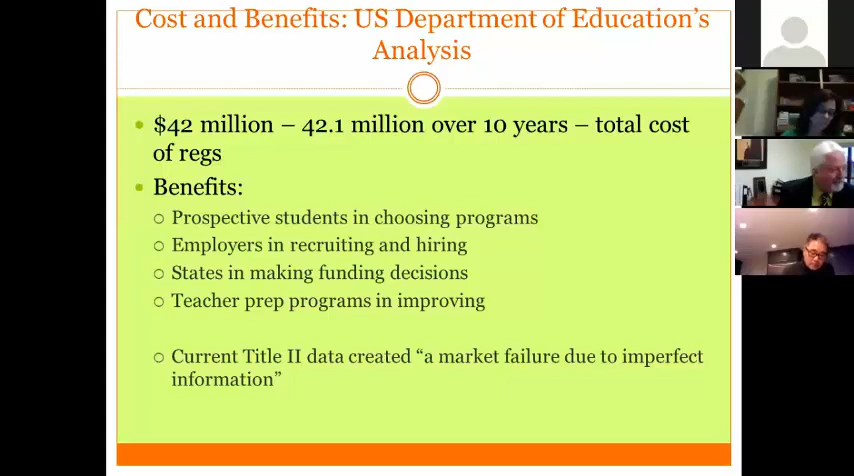 Cost and Benefits: US Department of Education's
Analysis
$42 million – 42.1 million over 10 years – total cost
of regs
Benefits:
Prospective students in choosing programs
Employers in recruiting and hiring
States in making funding decisions
Teacher prep programs in improving
Current Title II data created “a market failure due to imperfect
information”